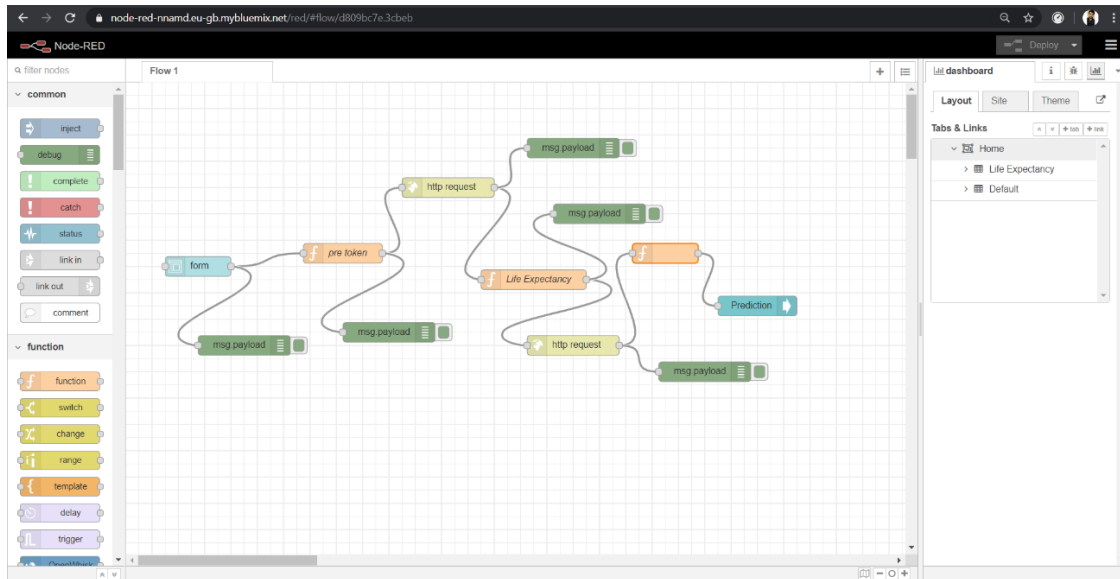 node-red-nnamd.eu-gb.mybluemix.net/red/#flow/d809bc7e.3cbeb
Node-RED
Deploy
filter nodes
Flow 1
dashboard
common
Layout Site Theme
inject
Tabs & Links
tab link
debug
msg.payload
Home
complete
http request
Life Expectancy
catch
Default
msg.payload
status
pre token
link in
form
Life Expectancy
link out
Prediction
comment
msg.payload
function
msg.payload
http request
msg.payload
function
switch
change
range
template
delay
trigger
OpenWhisk